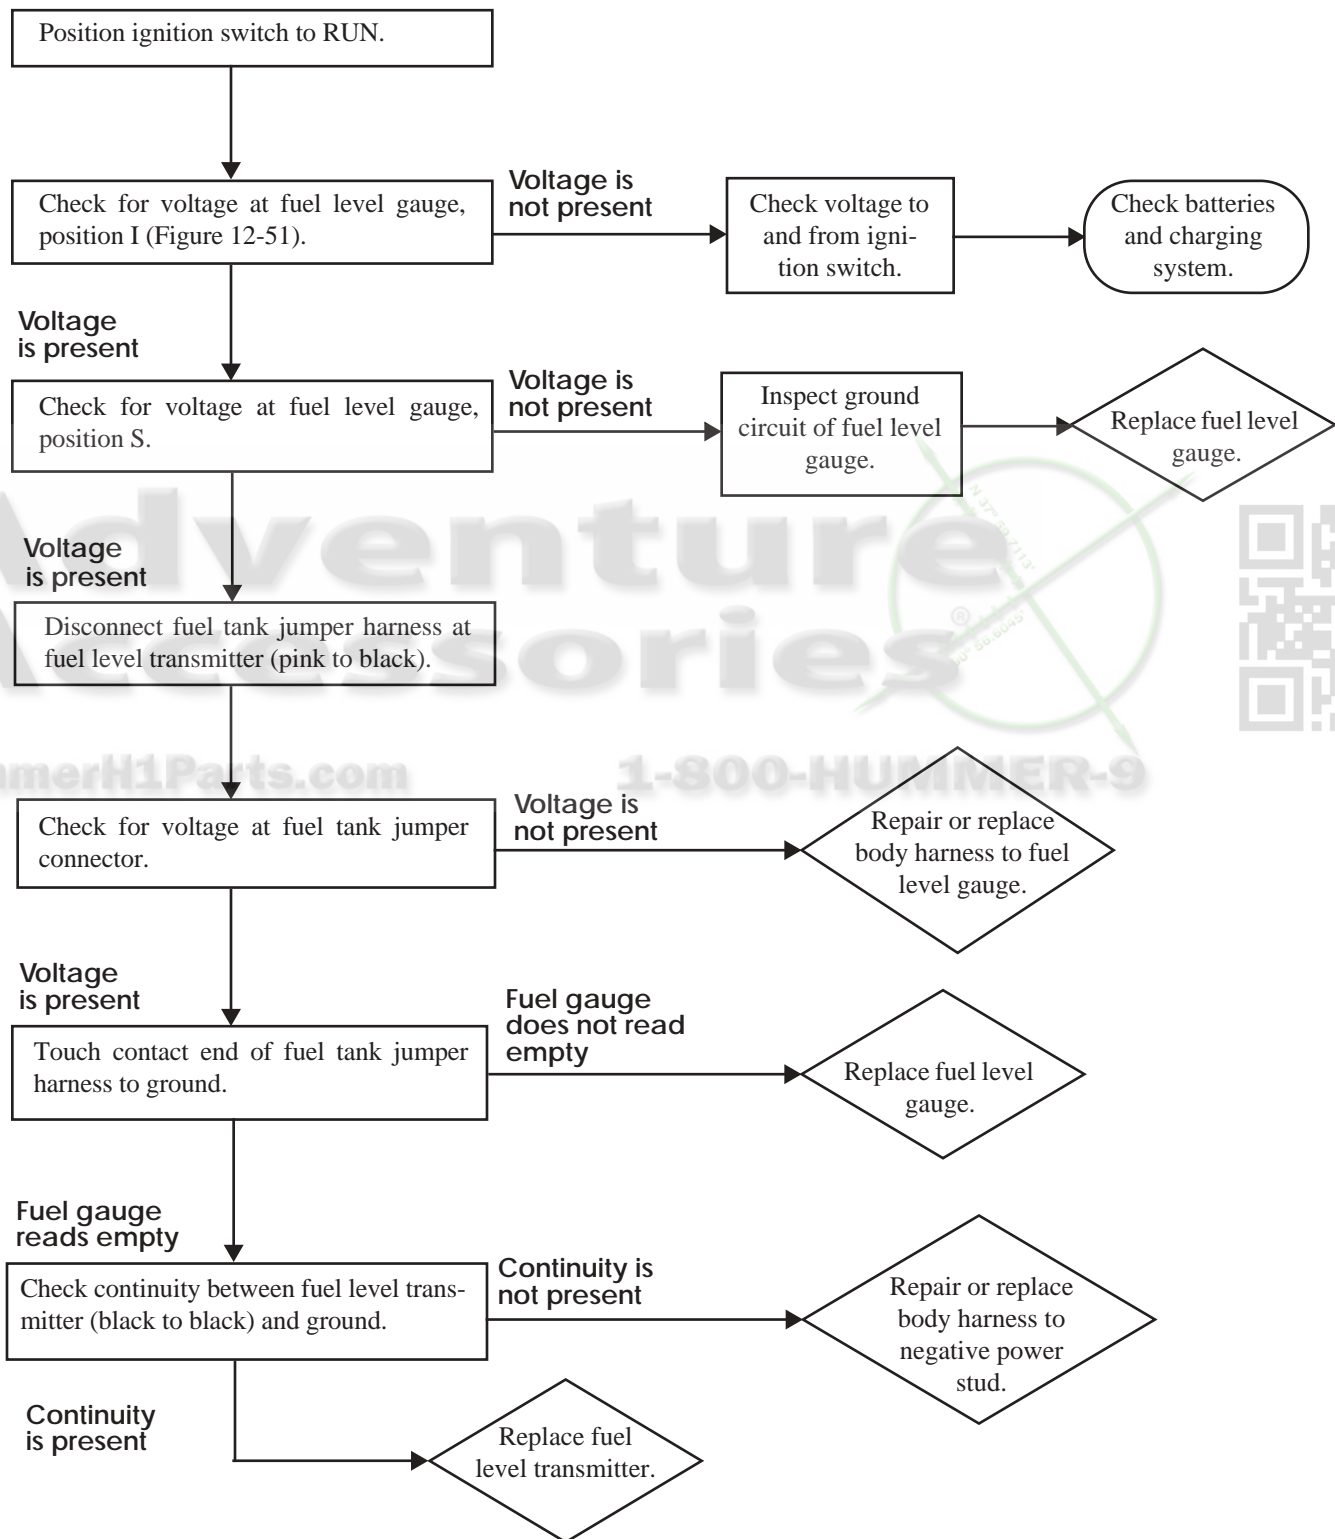 Position ignition switch to RUN.
Check for voltage at fuel level gauge,
position I (Figure 12-51).
Voltage is
not present
Check voltage to
and from igni-
tion switch.
Check batteries
and charging
system.
Voltage
is present
Check for voltage at fuel level gauge,
position S.
Voltage is
not present
Inspect ground
circuit of fuel level
gauge.
Replace fuel level
gauge.
Adventure
Accessories
®
Voltage
is present
Disconnect fuel tank jumper harness at
fuel level transmitter (pink to black).
mmerH1Parts.com
1-800-HUMMER-9
Check for voltage at fuel tank jumper
connector.
Voltage is
not present
Repair or replace
body harness to fuel
level gauge.
Voltage
is present
Touch contact end of fuel tank jumper
harness to ground.
Fuel gauge
does not read
empty
Replace fuel level
gauge.
Fuel gauge
reads empty
Check continuity between fuel level trans-
mitter (black to black) and ground.
Continuity is
not present
Repair or replace
body harness to
negative power
stud.
Continuity
is present
Replace fuel
level transmitter.